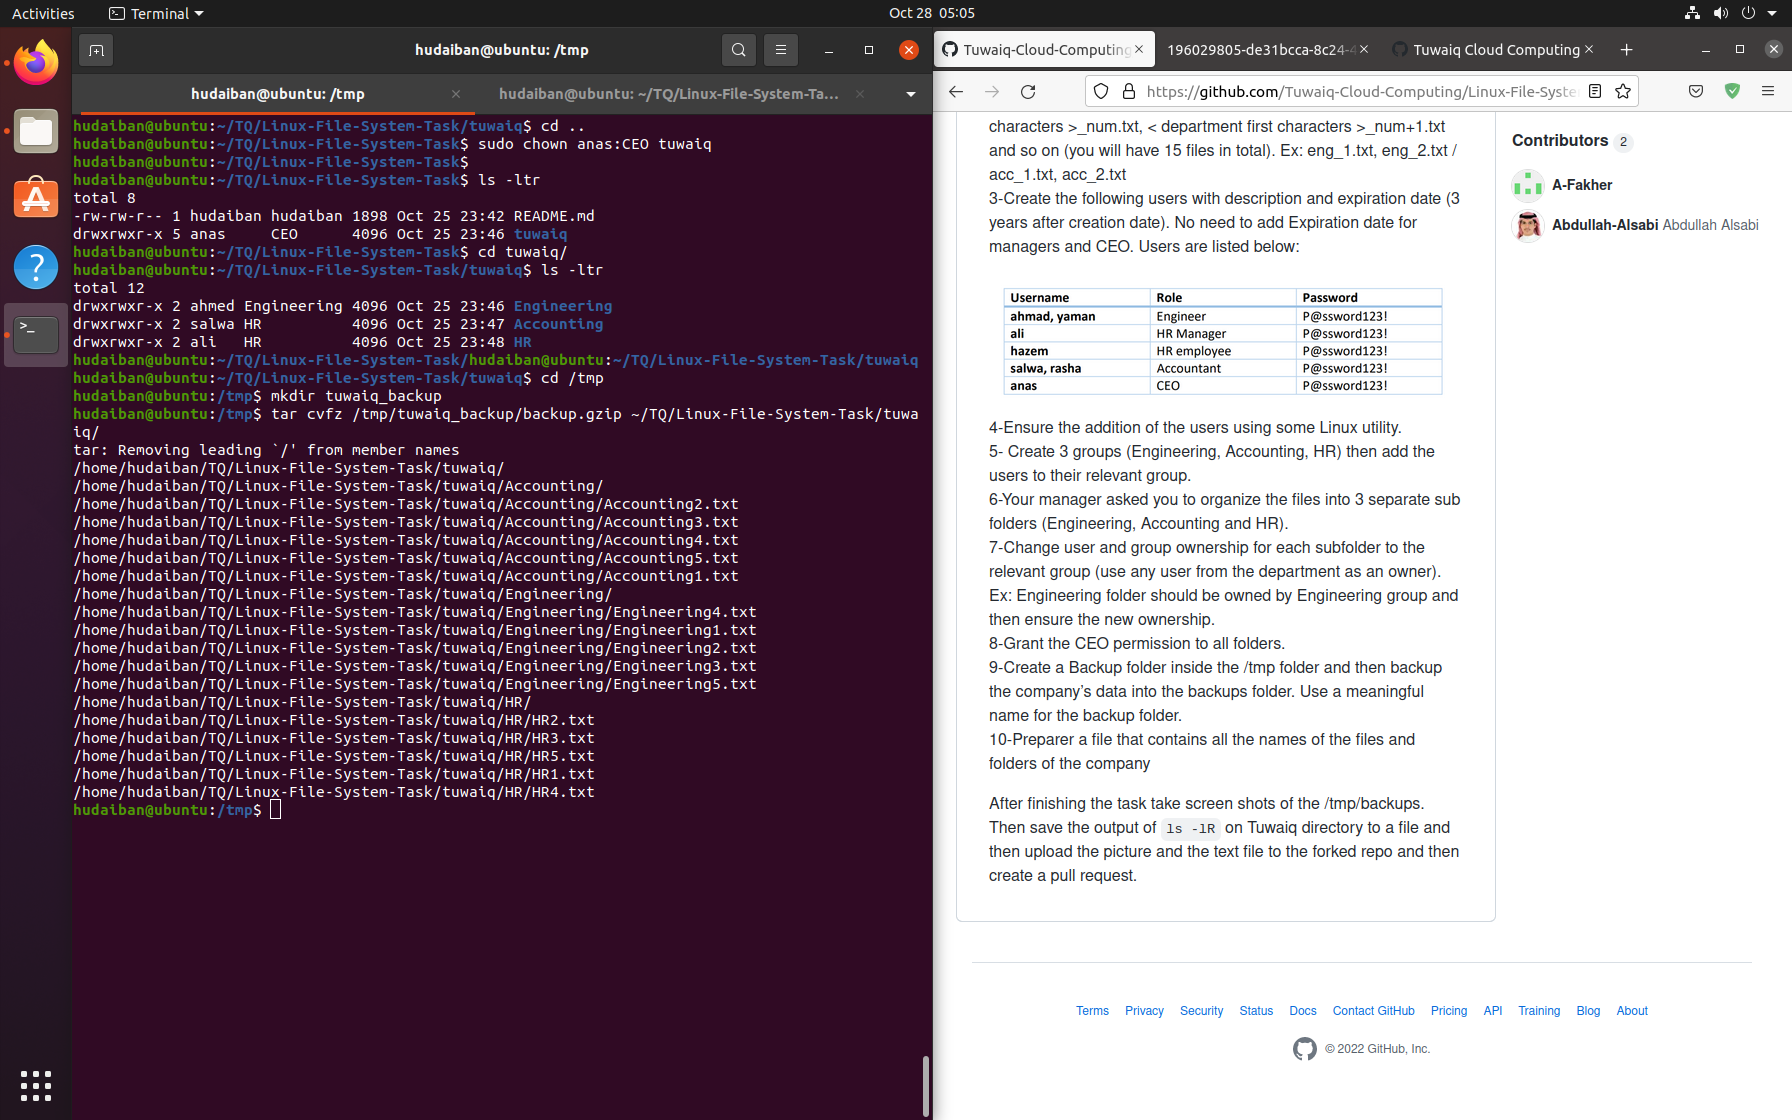 Activities
Terminal
Oct 28 05:05
hudaiban@ubuntu: /tmp
hudaiban@ubuntu: /tmp
hudaiban@ubuntu: ~/TQ/Linux-File-System-Ta...
hudaiban@ubuntu:~/TQ/Linux-File-System-Task/tuwaiq$ cd ..
hudaiban@ubuntu:~/TQ/Linux-File-System-Task$ sudo chown anas:CEO tuwaiq
hudaiban@ubuntu:~/TQ/Linux-File-System-Task$
hudaiban@ubuntu:~/TQ/Linux-File-System-Task$ ls -ltr
total 8
-rw-rw-r-- 1 hudaiban hudaiban 1898 Oct 25 23:42 README.md
drwxrwxr-x 5 anas     CEO      4096 Oct 25 23:46 tuwaiq
hudaiban@ubuntu:~/TQ/Linux-File-System-Task$ cd tuwaiq/
hudaiban@ubuntu:~/TQ/Linux-File-System-Task/tuwaiq$ ls -ltr
total 12
drwxrwxr-x 2 ahmed Engineering 4096 Oct 25 23:46 Engineering
drwxrwxr-x 2 salwa HR          4096 Oct 25 23:47 Accounting
drwxrwxr-x 2 ali   HR          4096 Oct 25 23:48 HR
hudaiban@ubuntu:~/TQ/Linux-File-System-Task/hudaiban@ubuntu:~/TQ/Linux-File-System-Task/tuwaiq
hudaiban@ubuntu:~/TQ/Linux-File-System-Task/tuwaiq$ cd /tmp
hudaiban@ubuntu:/tmp$ mkdir tuwaiq_backup
hudaiban@ubuntu:/tmp$ tar cvfz /tmp/tuwaiq_backup/backup.gzip ~/TQ/Linux-File-System-Task/tuwa
iq/
tar: Removing leading `/' from member names
/home/hudaiban/TQ/Linux-File-System-Task/tuwaiq/
/home/hudaiban/TQ/Linux-File-System-Task/tuwaiq/Accounting/
/home/hudaiban/TQ/Linux-File-System-Task/tuwaiq/Accounting/Accounting2.txt
/home/hudaiban/TQ/Linux-File-System-Task/tuwaiq/Accounting/Accounting3.txt
/home/hudaiban/TQ/Linux-File-System-Task/tuwaiq/Accounting/Accounting4.txt
/home/hudaiban/TQ/Linux-File-System-Task/tuwaiq/Accounting/Accounting5.txt
/home/hudaiban/TQ/Linux-File-System-Task/tuwaiq/Accounting/Accounting1.txt
/home/hudaiban/TQ/Linux-File-System-Task/tuwaiq/Engineering/
/home/hudaiban/TQ/Linux-File-System-Task/tuwaiq/Engineering/Engineering4.txt
/home/hudaiban/TQ/Linux-File-System-Task/tuwaiq/Engineering/Engineering1.txt
/home/hudaiban/TQ/Linux-File-System-Task/tuwaiq/Engineering/Engineering2.txt
/home/hudaiban/TQ/Linux-File-System-Task/tuwaiq/Engineering/Engineering3.txt
/home/hudaiban/TQ/Linux-File-System-Task/tuwaiq/Engineering/Engineering5.txt
/home/hudaiban/TQ/Linux-File-System-Task/tuwaiq/HR/
/home/hudaiban/TQ/Linux-File-System-Task/tuwaiq/HR/HR2.txt
/home/hudaiban/TQ/Linux-File-System-Task/tuwaiq/HR/HR3.txt
/home/hudaiban/TQ/Linux-File-System-Task/tuwaiq/HR/HR5.txt
/home/hudaiban/TQ/Linux-File-System-Task/tuwaiq/HR/HR1.txt
/home/hudaiban/TQ/Linux-File-System-Task/tuwaiq/HR/HR4.txt
hudaiban@ubuntu:/tmp$
Tuwaiq-Cloud-Computing
196029805-de31bcca-8c24-4
Tuwaiq Cloud Computing
https://github.com/Tuwaiq-Cloud-Computing/Linux-File-Syste
characters >_num.txt, < department first characters >_num+1.txt
and so on (you will have 15 files in total). Ex: eng_1.txt, eng_2.txt /
acc_1.txt, acc_2.txt
3-Create the following users with description and expiration date (3
years after creation date). No need to add Expiration date for
managers and CEO. Users are listed below:
Username Role Password
ahmad, yaman Engineer P@ssword123!
ali HR Manager P@ssword123!
hazem HR employee P@ssword123!
salwa, rasha Accountant P@ssword123!
anas CEO P@ssword123!
4-Ensure the addition of the users using some Linux utility.
5- Create 3 groups (Engineering, Accounting, HR) then add the
users to their relevant group.
6-Your manager asked you to organize the files into 3 separate sub
folders (Engineering, Accounting and HR).
7-Change user and group ownership for each subfolder to the
relevant group (use any user from the department as an owner).
Ex: Engineering folder should be owned by Engineering group and
then ensure the new ownership.
8-Grant the CEO permission to all folders.
9-Create a Backup folder inside the /tmp folder and then backup
the company’s data into the backups folder. Use a meaningful
name for the backup folder.
10-Preparer a file that contains all the names of the files and
folders of the company
After finishing the task take screen shots of the /tmp/backups.
Then save the output of ls -lR on Tuwaiq directory to a file and
then upload the picture and the text file to the forked repo and then
create a pull request.
Contributors 2
A-Fakher
Abdullah-Alsabi Abdullah Alsabi
Terms Privacy Security Status Docs Contact GitHub Pricing API Training Blog About
© 2022 GitHub, Inc.